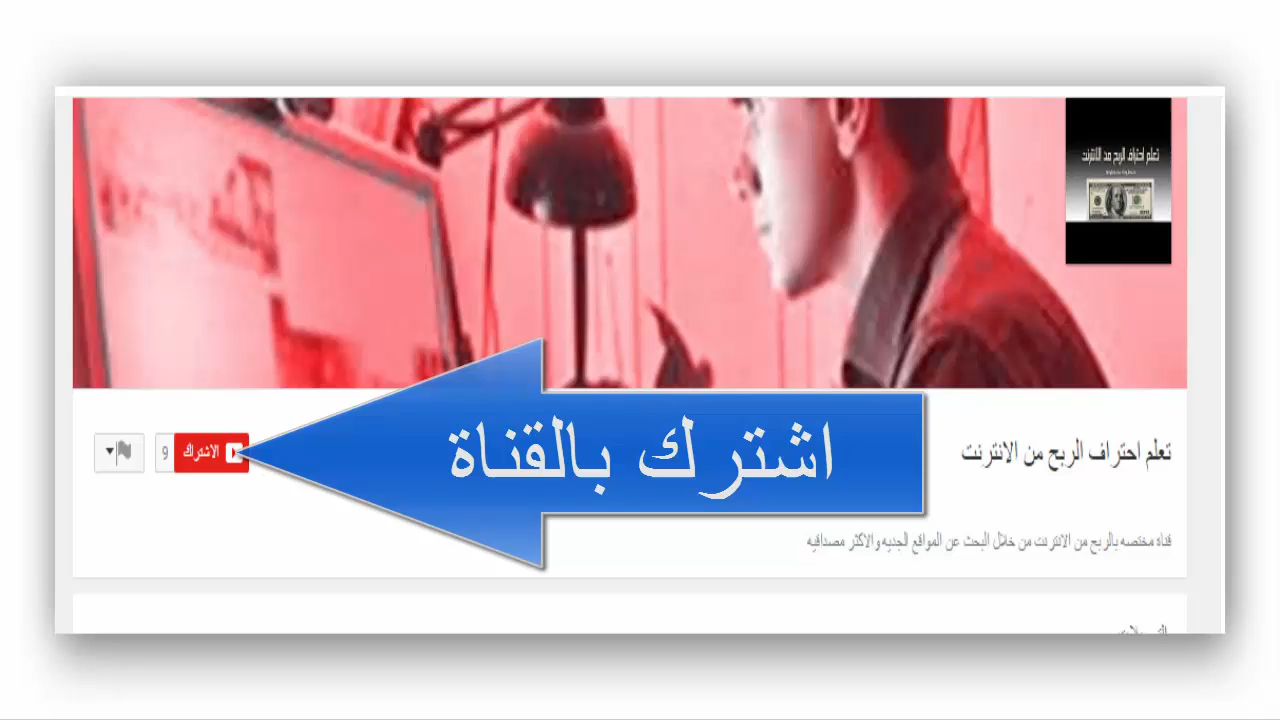 تعلم احتراف الربح من الانترنت
تعلم احتراف الربح من الانترنت
اشترك بالقناة
الاشتراك
9
قناه مختصه بالربح من الانترنت من خلال البحث عن المواقع الجديه والاكثر مصداقيه